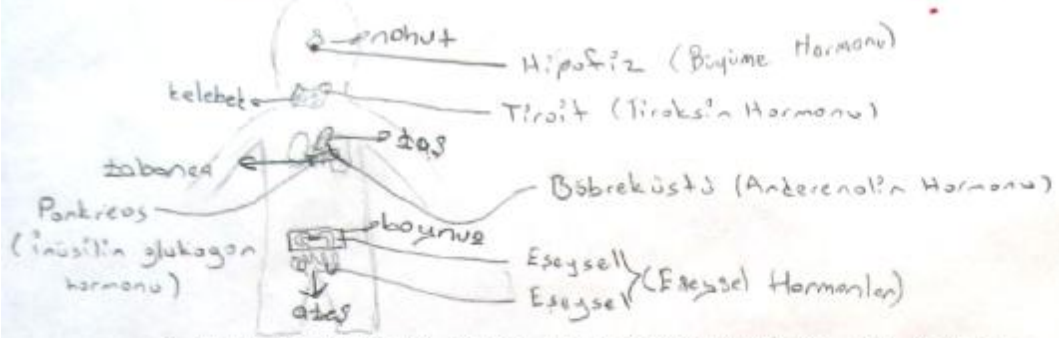 nohut
Hipofiz (Büyüme Hormonu)
kelebek
Tiroit (Tiroksin Hormonu)
taş
tabanca
Böbreküstü (Anderenalin Hormonu)
Pankreas
(inüsilin glukagon
hormonu)
boynuz
Eşeysel
Eşeysel
(Eşeysel Hormonlar)
ateş